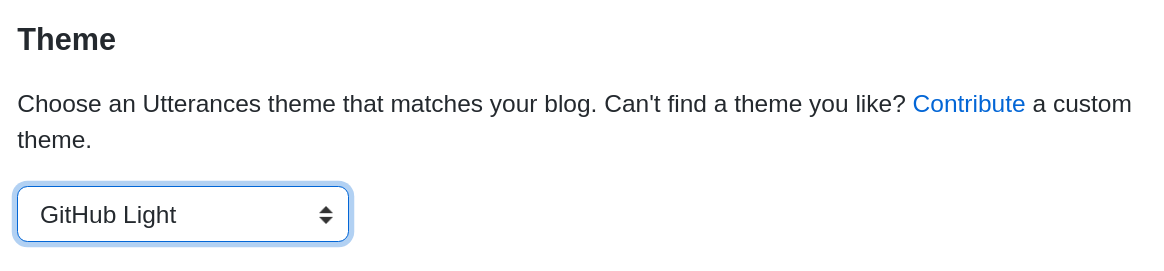 Theme
Choose an Utterances theme that matches your blog. Can't find a theme you like? Contribute a custom
theme.
GitHub Light